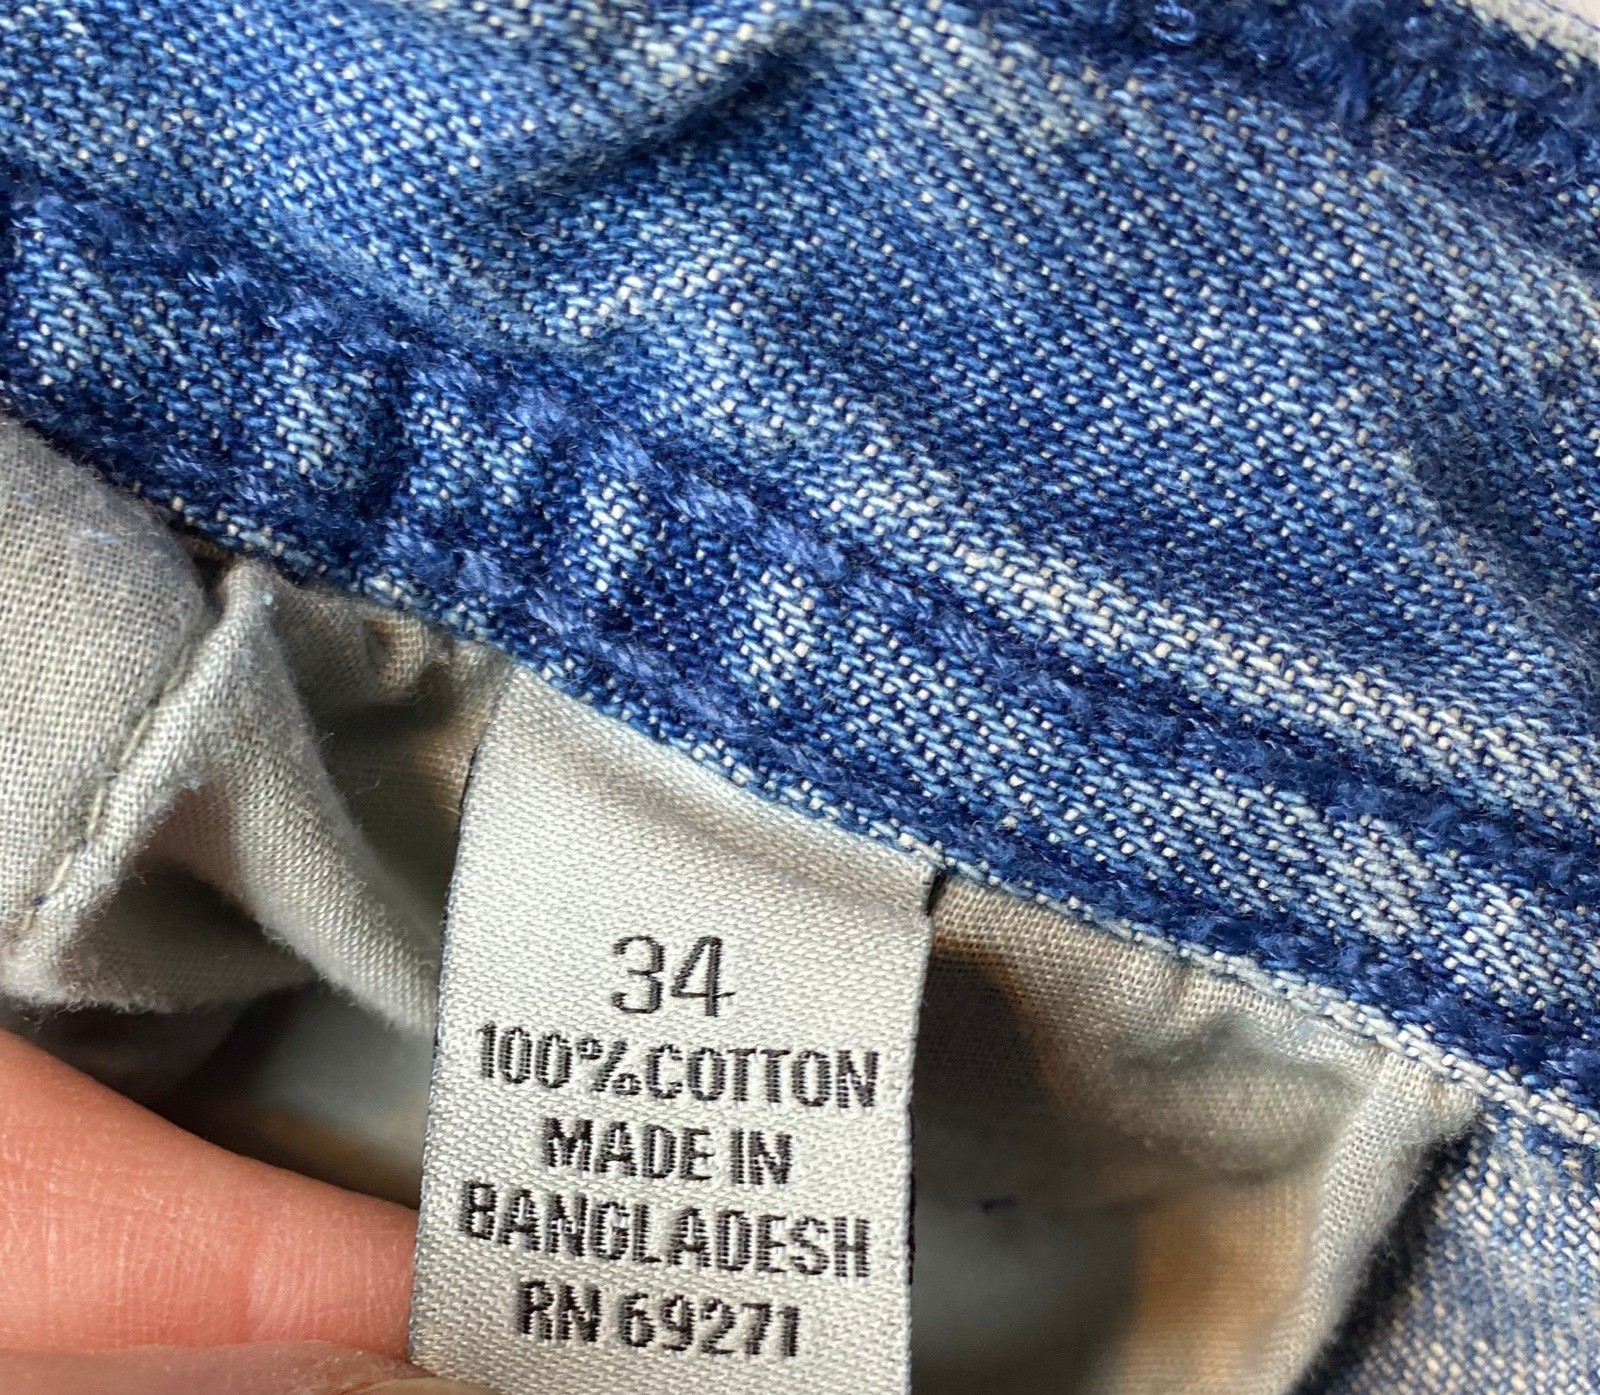 34
100%COTTON
MADE IN
BANGLADESH
RN 69271